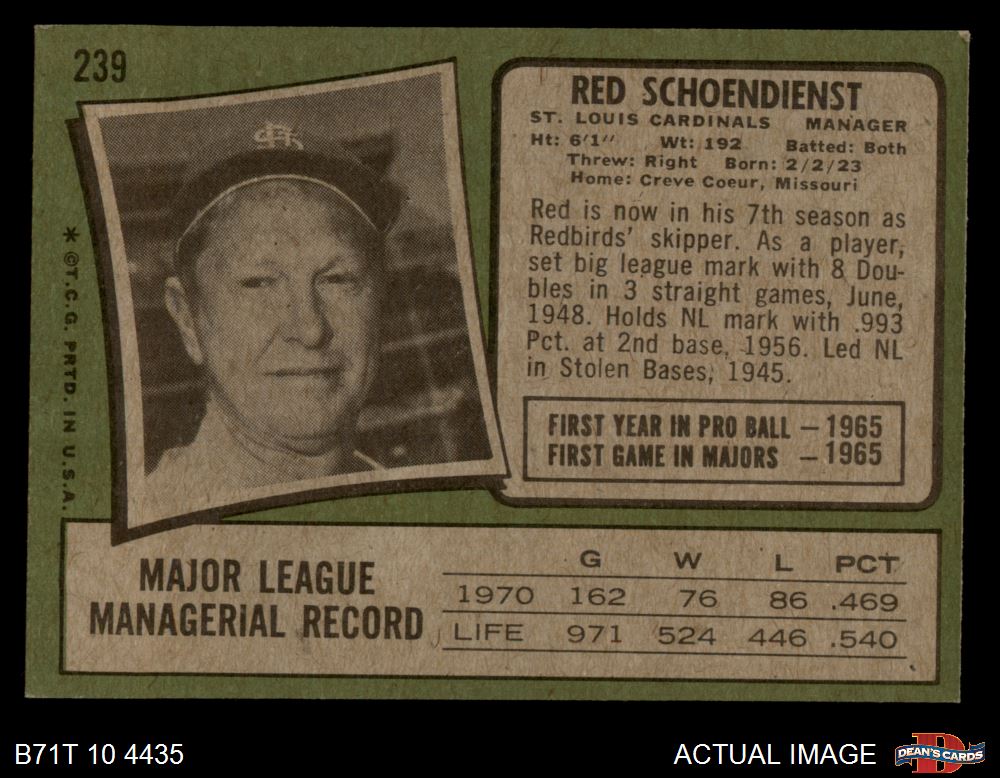 239
RED SCHOENDIENST
ST. LOUIS CARDINALS MANAGER
Ht: 6'1" Wt: 192 Batted: Both
Threw: Right Born: 2/2/23
Home: Creve Coeur, Missouri
Red is now in his 7th season as
Redbirds' skipper. As a player,
set big league mark with 8 Dou-
bles in 3 straight games, June,
1948. Holds NL mark with .993
Pct. at 2nd base, 1956. Led NL
in Stolen Bases, 1945.
FIRST YEAR IN PRO BALL – 1965
FIRST GAME IN MAJORS – 1965
*©T.C.G. PRTD. IN U.S.A.
MAJOR LEAGUE
MANAGERIAL RECORD
G W L PCT
1970 162 76 86 .469
LIFE 971 524 446 .540
B71T 10 4435
ACTUAL IMAGE
DEAN'S CARDS